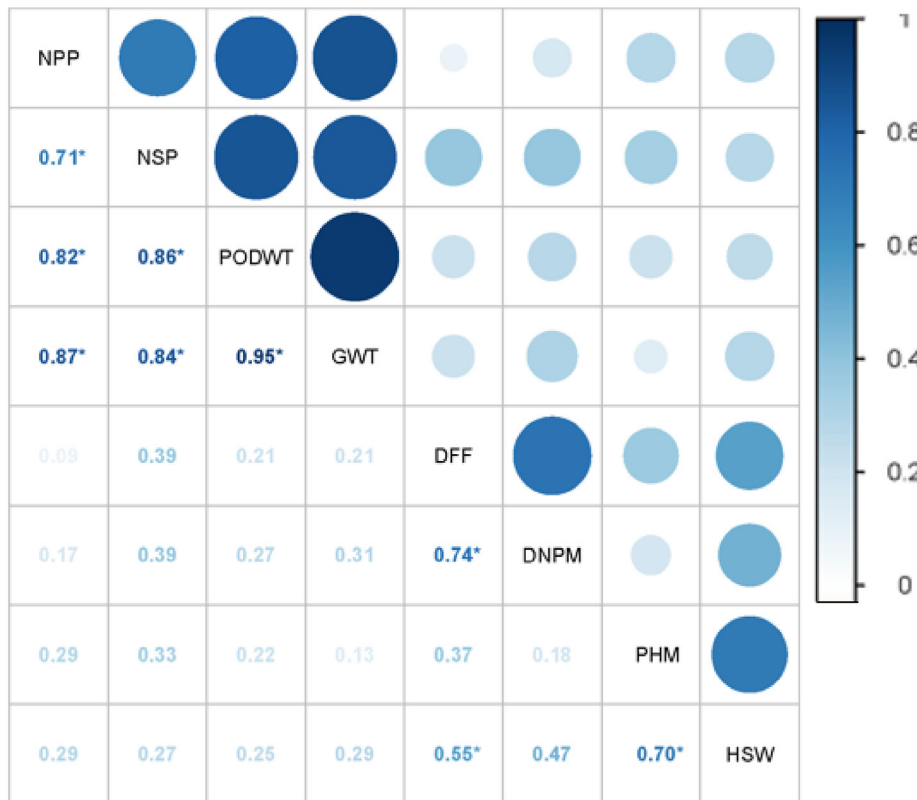 NPP
0.71* NSP
0.82* 0.86* PODWT
0.87* 0.84* 0.95* GWT
0.09 0.39 0.21 0.21 DFF
0.17 0.39 0.27 0.31 0.74* DNPM
0.29 0.33 0.22 0.13 0.37 0.18 PHM
0.29 0.27 0.25 0.29 0.55* 0.47 0.70* HSW
1
0.8
0.6
0.4
0.2
0